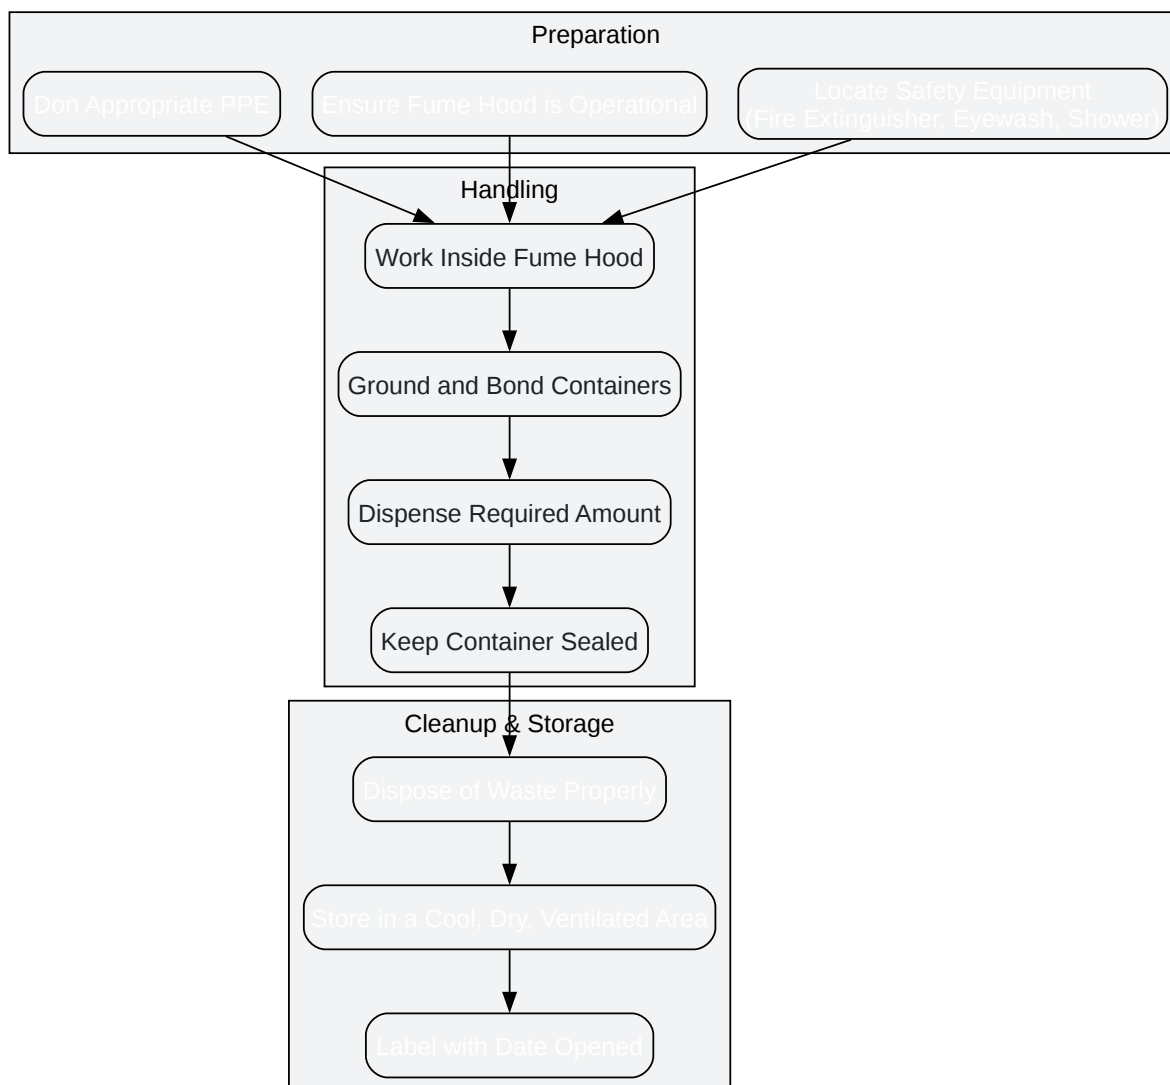 Preparation
Don Appropriate PPE
Ensure Fume Hood is Operational
Locate Safety Equipment
(Fire Extinguisher, Eyewash, Shower)
Handling
Work Inside Fume Hood
Ground and Bond Containers
Dispense Required Amount
Keep Container Sealed
Cleanup & Storage
Dispose of Waste Properly
Store in a Cool, Dry, Ventilated Area
Label with Date Opened